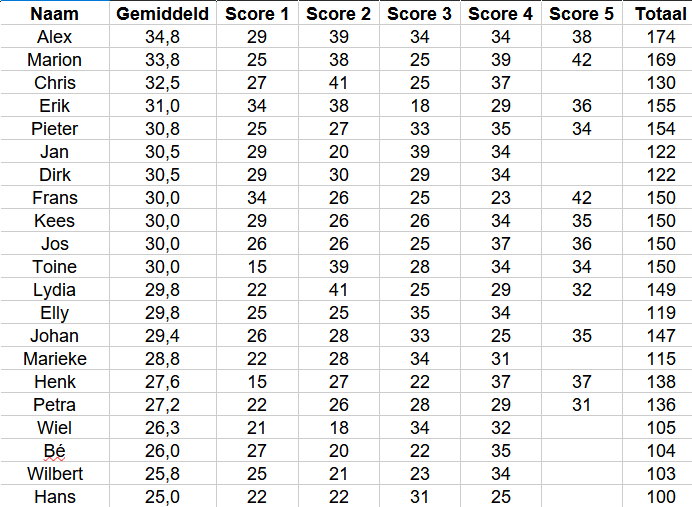 Naam Gemiddeld Score 1 Score 2 Score 3 Score 4 Score 5 Totaal
Alex 34,8 29 39 34 34 38 174
Marion 33,8 25 38 25 39 42 169
Chris 32,5 27 41 25 37 130
Erik 31,0 34 38 18 29 36 155
Pieter 30,8 25 27 33 35 34 154
Jan 30,5 29 20 39 34 122
Dirk 30,5 29 30 29 34 122
Frans 30,0 34 26 25 23 42 150
Kees 30,0 29 26 26 34 35 150
Jos 30,0 26 26 25 37 36 150
Toine 30,0 15 39 28 34 34 150
Lydia 29,8 22 41 25 29 32 149
Elly 29,8 25 25 35 34 119
Johan 29,4 26 28 33 25 35 147
Marieke 28,8 22 28 34 31 115
Henk 27,6 15 27 22 37 37 138
Petra 27,2 22 26 28 29 31 136
Wiel 26,3 21 18 34 32 105
Bé 26,0 27 20 22 35 104
Wilbert 25,8 25 21 23 34 103
Hans 25,0 22 22 31 25 100